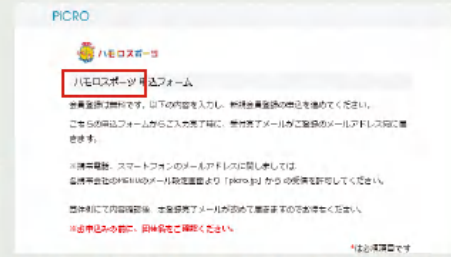 PiCRO
ハモロスポーツ
ハモロスポーツ 申込フォーム
会員登録は無料です。以下の内容を入力し、新規会員登録の申込を進めてください。
こちらの申込フォームからご入力完了時に、受付完了メールがご登録のメールアドレス宛に届
きます。
※携帯電話、スマートフォンのメールアドレスに関しましては
各携帯会社のMENUのメール設定画面より「picro.jp」からの受信を許可してください。
団体側にて内容確認後、本登録完了メールが改めて届きますのでお待ちください。
※お申込みの前に、団体名をご確認ください。
*は必須項目です